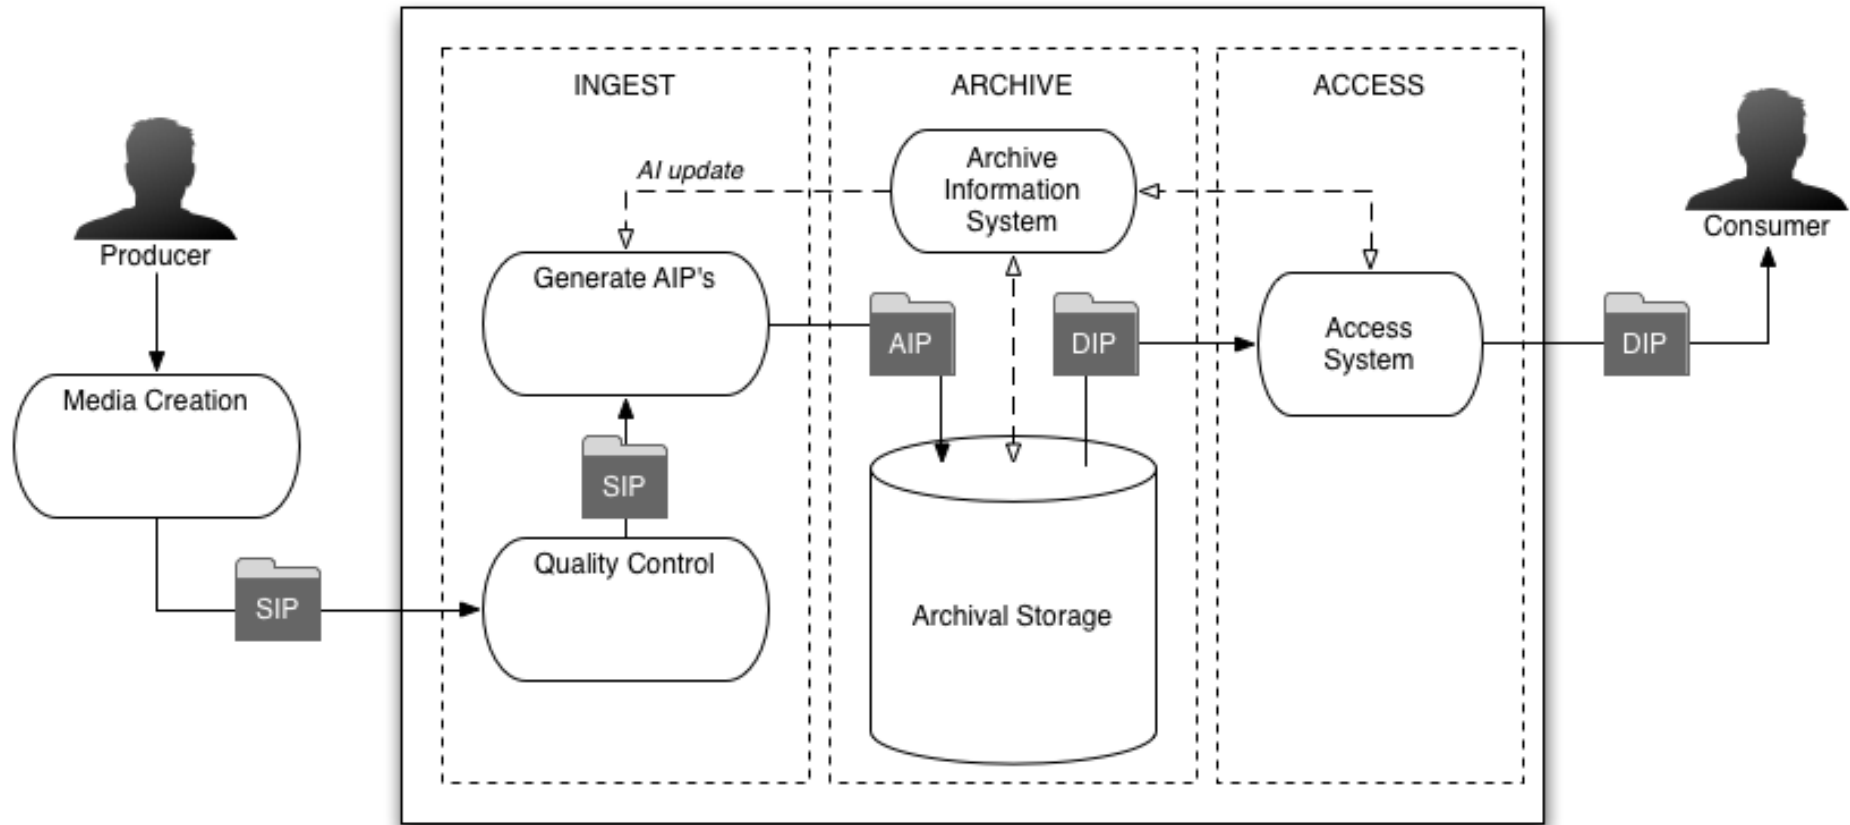 INGEST
ARCHIVE
ACCESS
Producer
Media Creation
SIP
AI update
Generate AIP's
SIP
Quality Control
Archive
Information
System
AIP
DIP
Archival Storage
Access
System
DIP
Consumer